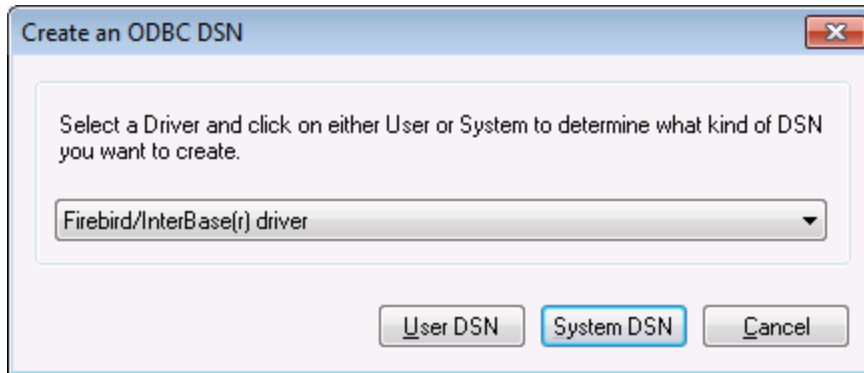 Create an ODBC DSN
Select a Driver and click on either User or System to determine what kind of DSN
you want to create.
Firebird/InterBase(r) driver
User DSN System DSN Cancel